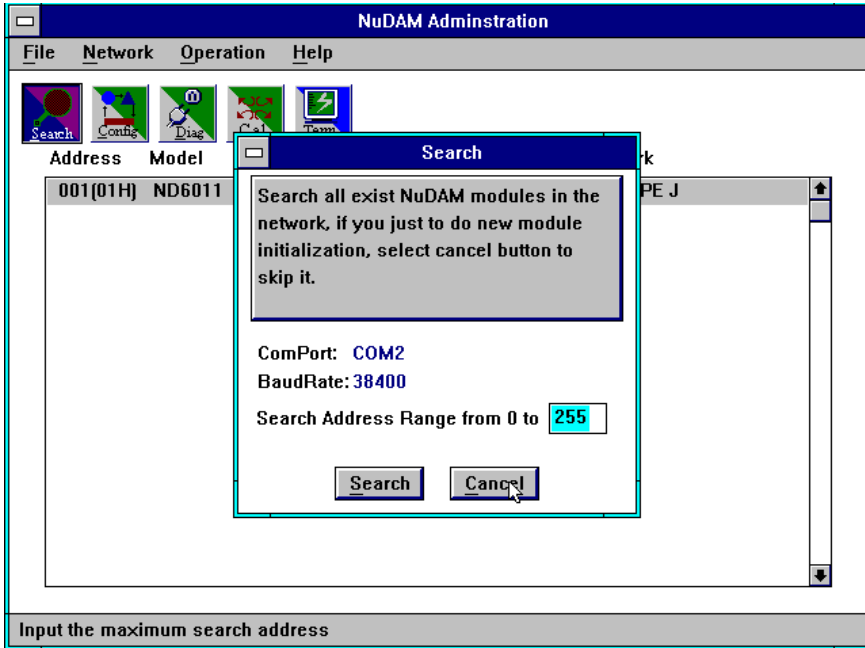 NuDAM Adminstration
File Network Operation Help
Search Config Diag Cal Term
Address Model rk
001(01H) ND6011 PE J
Search
Search all exist NuDAM modules in the
network, if you just to do new module
initialization, select cancel button to
skip it.
ComPort: COM2
BaudRate: 38400
Search Address Range from 0 to 255
Search Cancel
Input the maximum search address